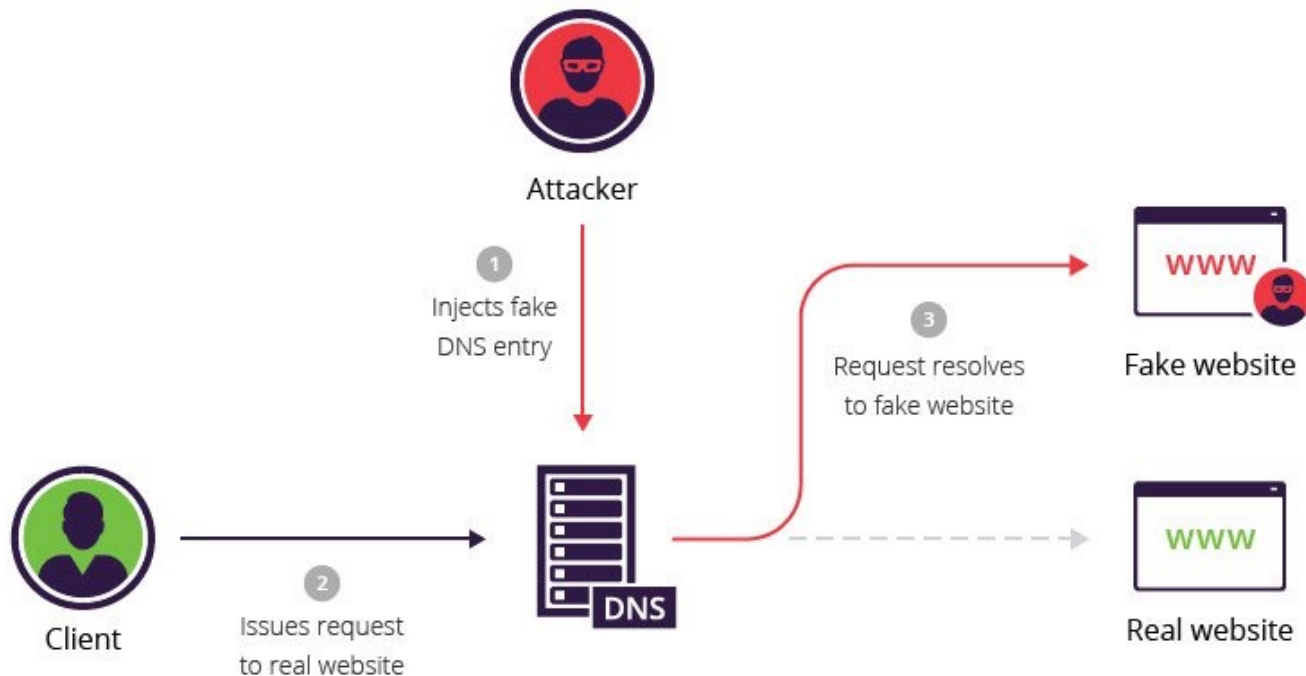 Attacker
1
Injects fake
DNS entry
www
3
Request resolves
to fake website
Fake website
DNS
www
Client
2
Issues request
to real website
Real website